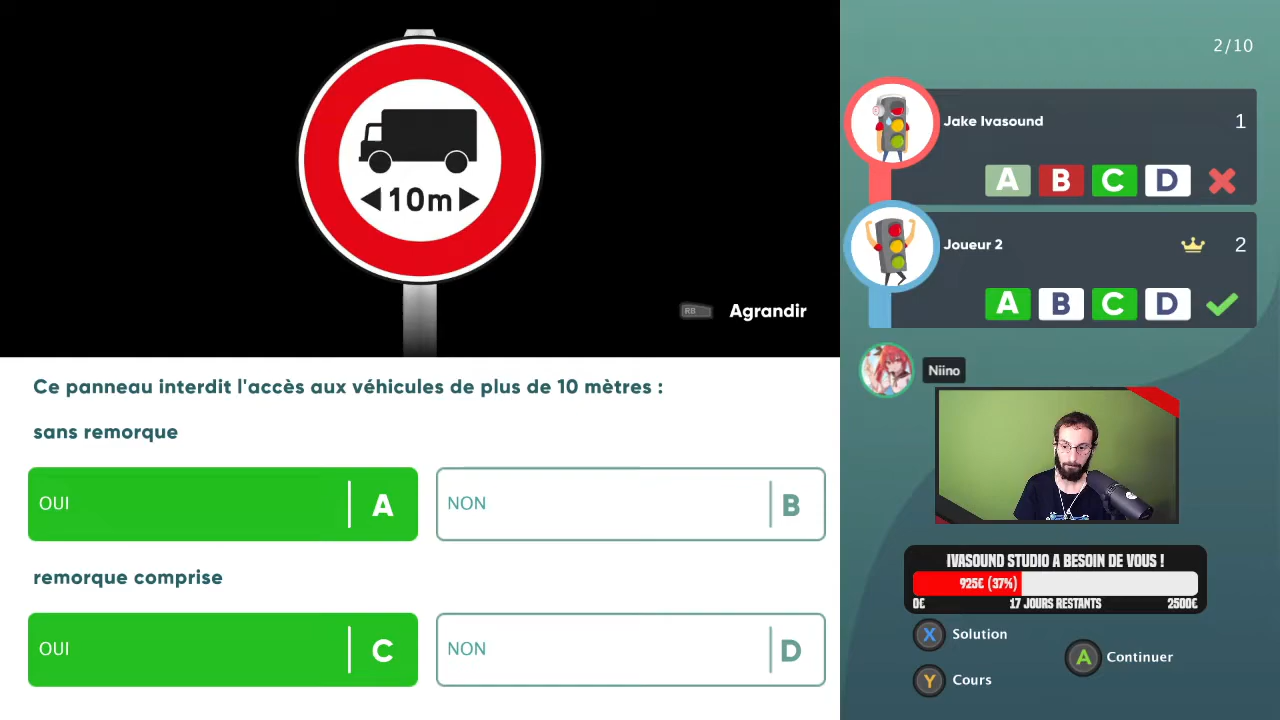 10m
RB Agrandir
Ce panneau interdit l'accès aux véhicules de plus de 10 mètres :
sans remorque
OUI A
NON B
remorque comprise
OUI C
NON D
2/10
Jake Ivasound 1
A B C D
Joueur 2 2
A B C D
Niino
IVASOUND STUDIO A BESOIN DE VOUS !
925€ (37%)
0€ 17 JOURS RESTANTS 2500€
X Solution
A Continuer
Y Cours